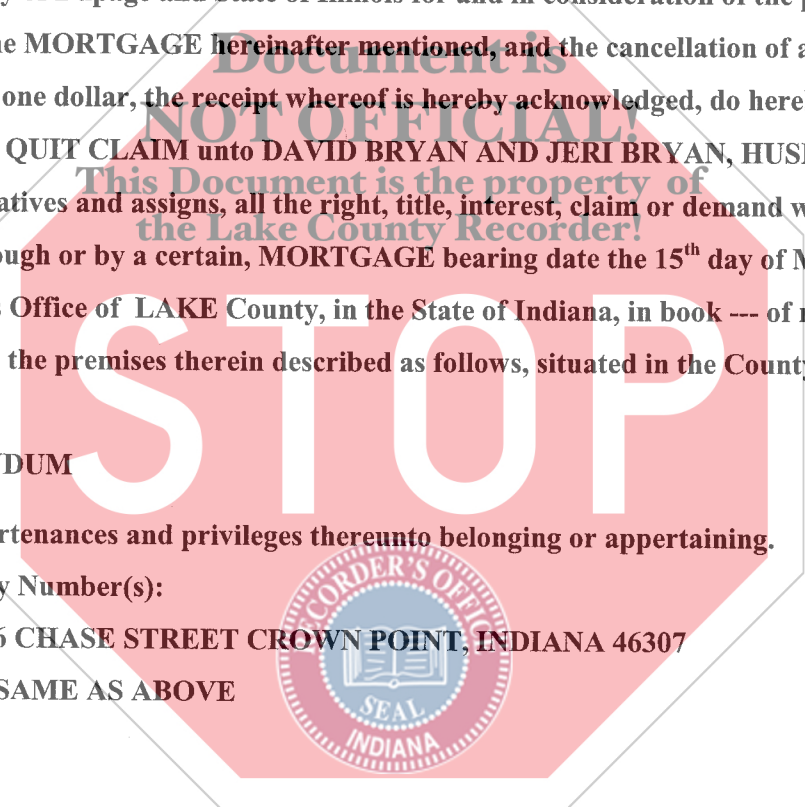 MORTGAGE hereinafter mentioned, and the cancellation of
Document is
one dollar, the receipt whereof is hereby acknowledged, do
NOT OFFICIAL!
QUIT CLAIM unto DAVID BRYAN AND JERI BRYAN,
This Document is the property of
and assigns, all the right, title, interest, claim or demand
the Lake County Recorder!
or by a certain, MORTGAGE bearing date the 15th day of
Office of LAKE County, in the State of Indiana, in book --- of
the premises therein described as follows, situated in the County
STOP
DUM
rtenances and privileges thereunto belonging or appertaining.
y Number(s):
6 CHASE STREET CROWN POINT, INDIANA 46307
SAME AS ABOVE
RECORDER'S OFFICE
SEAL
INDIANA